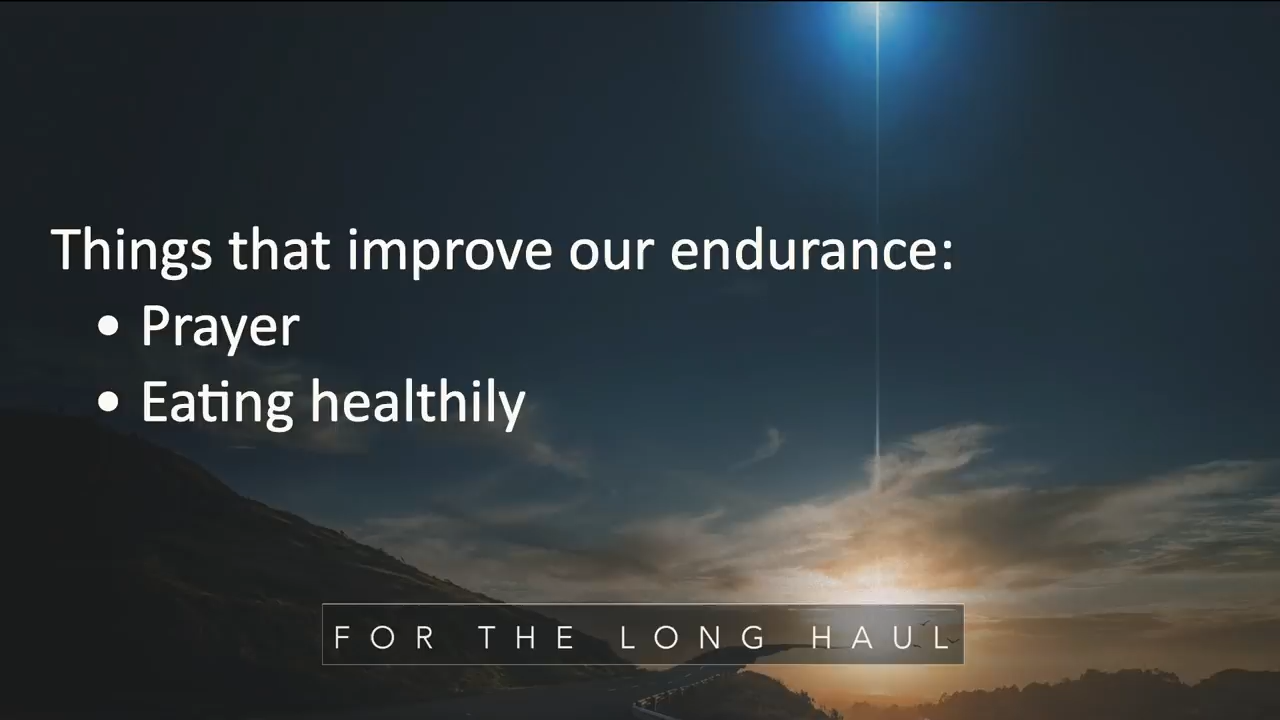 Things that improve our endurance:
• Prayer
• Eating healthily
FOR THE LONG HAUL